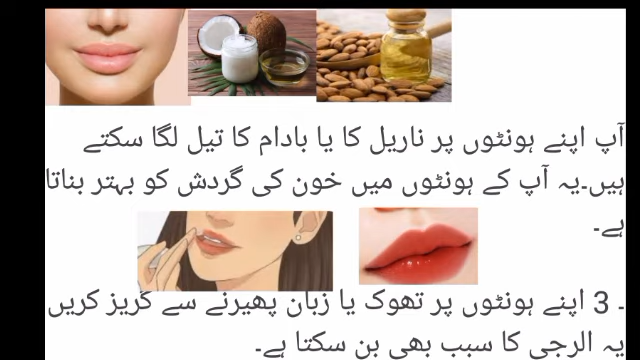 آپ اپنے ہونٹوں پر ناریل کا یا بادام کا تیل لگا سکتے
ہیں۔یہ آپ کے ہونٹوں میں خون کی گردش کو بہتر بناتا
ہے۔
۔ 3 اپنے ہونٹوں پر تھوک یا زبان پھیرنے سے گریز کریں
یہ الرجی کا سبب بھی بن سکتا ہے۔